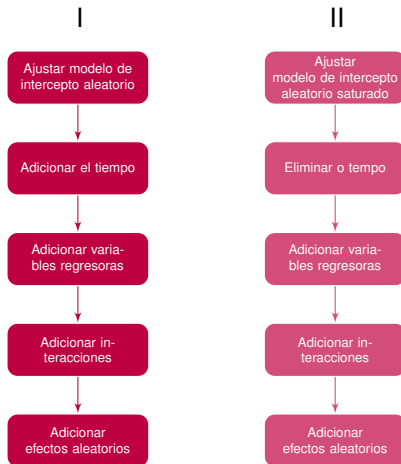 I
Ajustar modelo de
intercepto aleatorio
Adicionar el tiempo
Adicionar varia-
bles regresoras
Adicionar in-
teracciones
Adicionar
efectos aleatorios
II
Ajustar
modelo de intercepto
aleatorio saturado
Eliminar o tempo
Adicionar varia-
bles regresoras
Adicionar in-
teracciones
Adicionar
efectos aleatorios